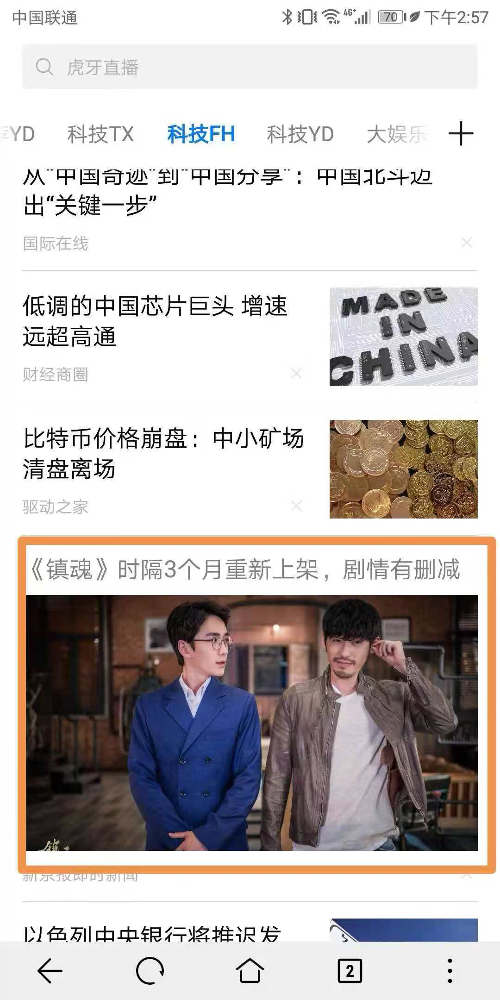 中国联通
4G+ 70 下午2:57
虎牙直播
YD 科技TX 科技FH 科技YD 大娱乐
从“中国奇迹”到“中国分享”：中国北斗迈
出“关键一步”
国际在线
低调的中国芯片巨头 增速
远超高通
财经商圈
MADE
IN
CHINA
比特币价格崩盘：中小矿场
清盘离场
驱动之家
《镇魂》时隔3个月重新上架，剧情有删减
镇
新京报即时新闻
以色列中央银行将推迟发
2